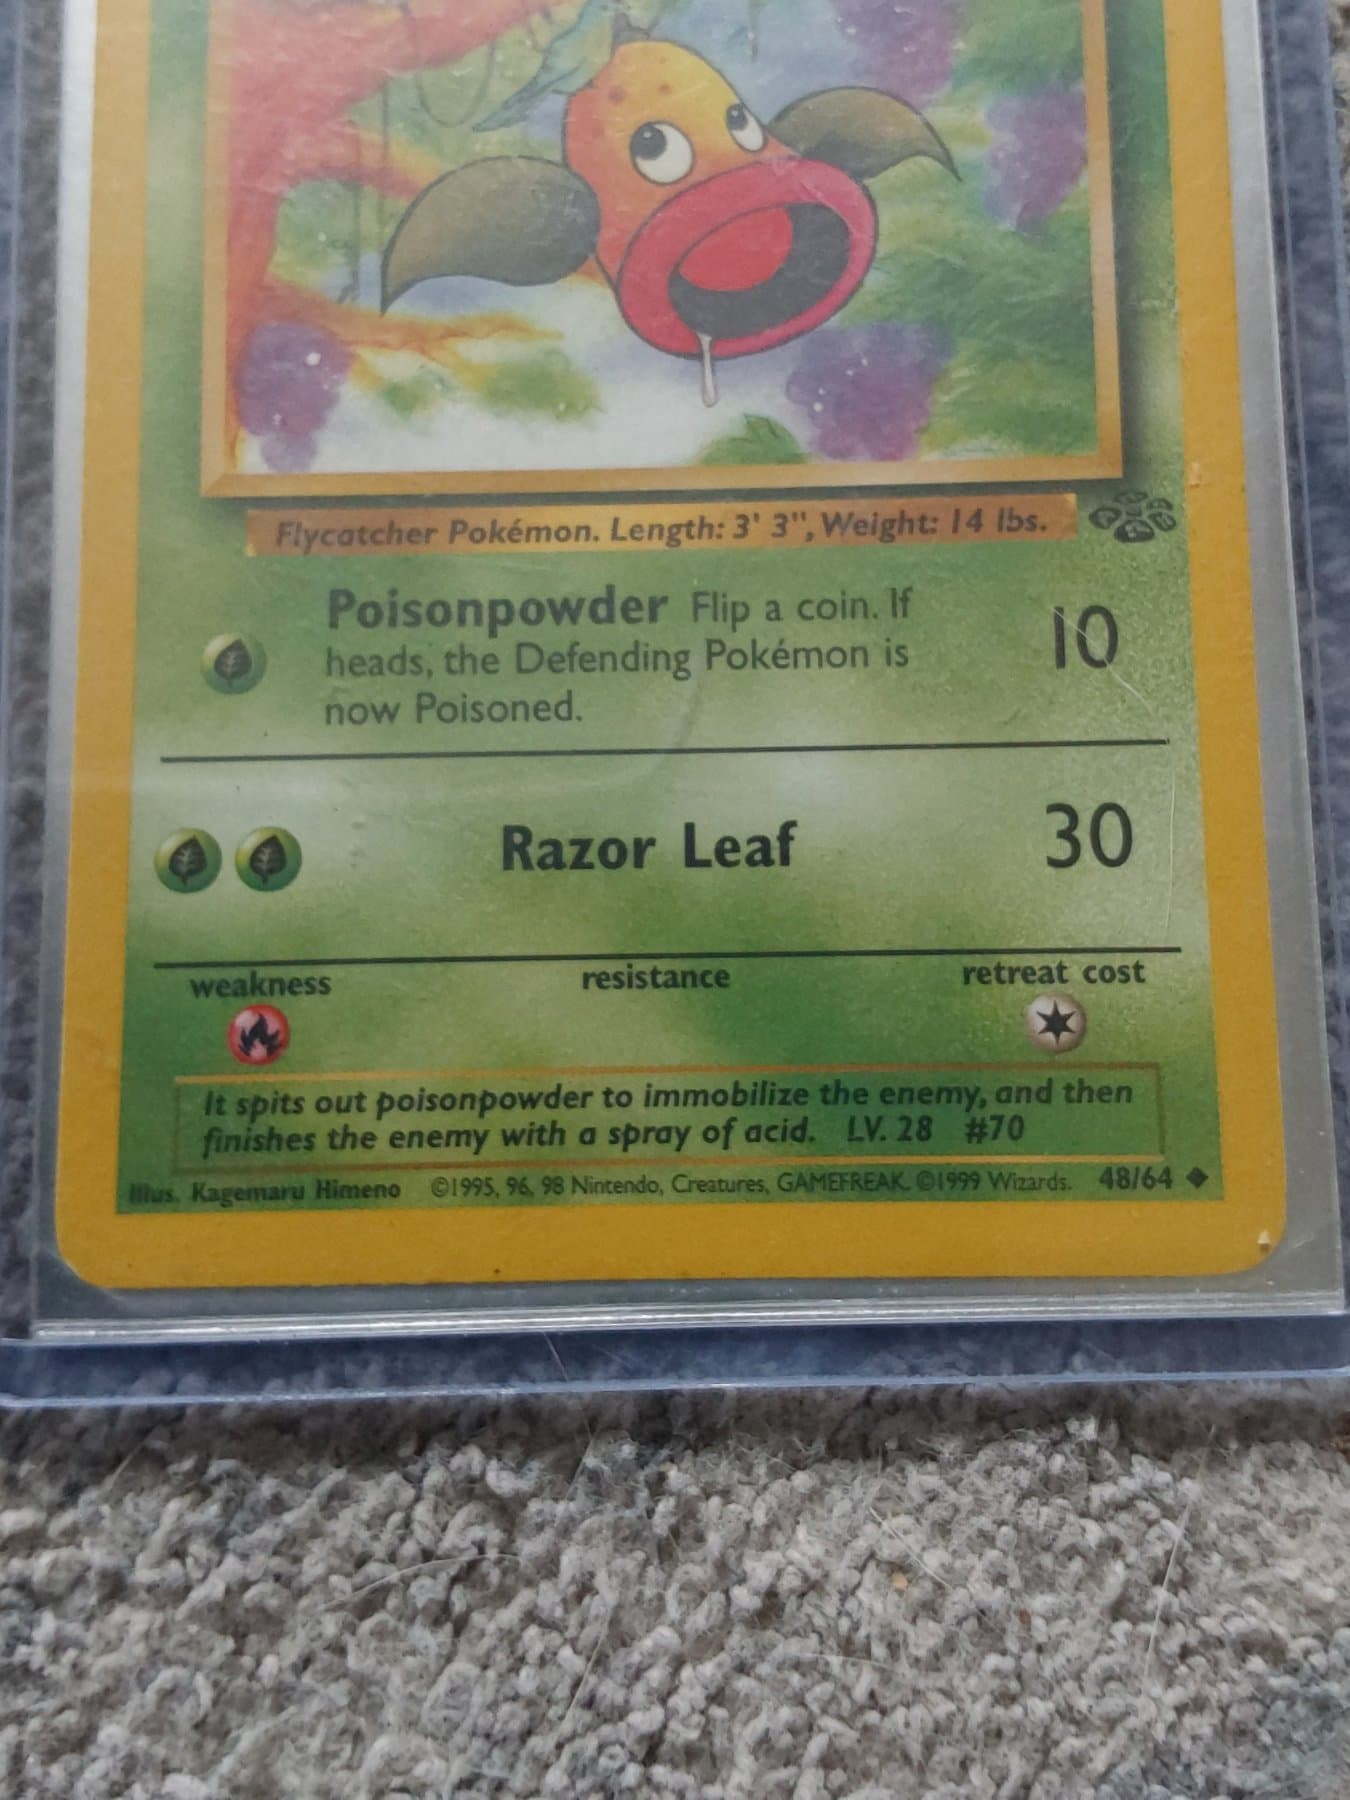 Flycatcher Pokémon. Length: 3' 3", Weight: 14 lbs.
Poisonpowder Flip a coin. If
heads, the Defending Pokémon is
now Poisoned.
10
Razor Leaf 30
weakness resistance retreat cost
It spits out poisonpowder to immobilize the enemy, and then
finishes the enemy with a spray of acid. LV. 28 #70
Illus. Kagemaru Himeno ©1995, 96, 98 Nintendo, Creatures, GAMEFREAK. ©1999 Wizards. 48/64